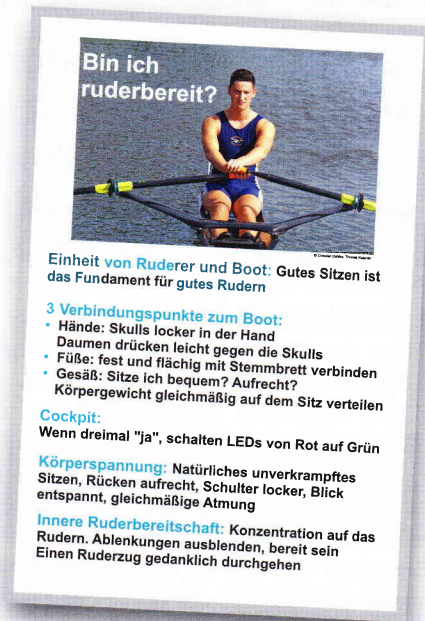 Bin ich
ruderbereit?
Einheit von Ruderer und Boot: Gutes Sitzen ist
das Fundament für gutes Rudern
3 Verbindungspunkte zum Boot:
• Hände: Skulls locker in der Hand
Daumen drücken leicht gegen die Skulls
• Füße: fest und flächig mit Stemmbrett verbinden
• Gesäß: Sitze ich bequem? Aufrecht?
Körpergewicht gleichmäßig auf dem Sitz verteilen
Cockpit:
Wenn dreimal "ja", schalten LEDs von Rot auf Grün
Körperspannung: Natürliches unverkrampftes
Sitzen, Rücken aufrecht, Schulter locker, Blick
entspannt, gleichmäßige Atmung
Innere Ruderbereitschaft: Konzentration auf das
Rudern. Ablenkungen ausblenden, bereit sein
Einen Ruderzug gedanklich durchgehen